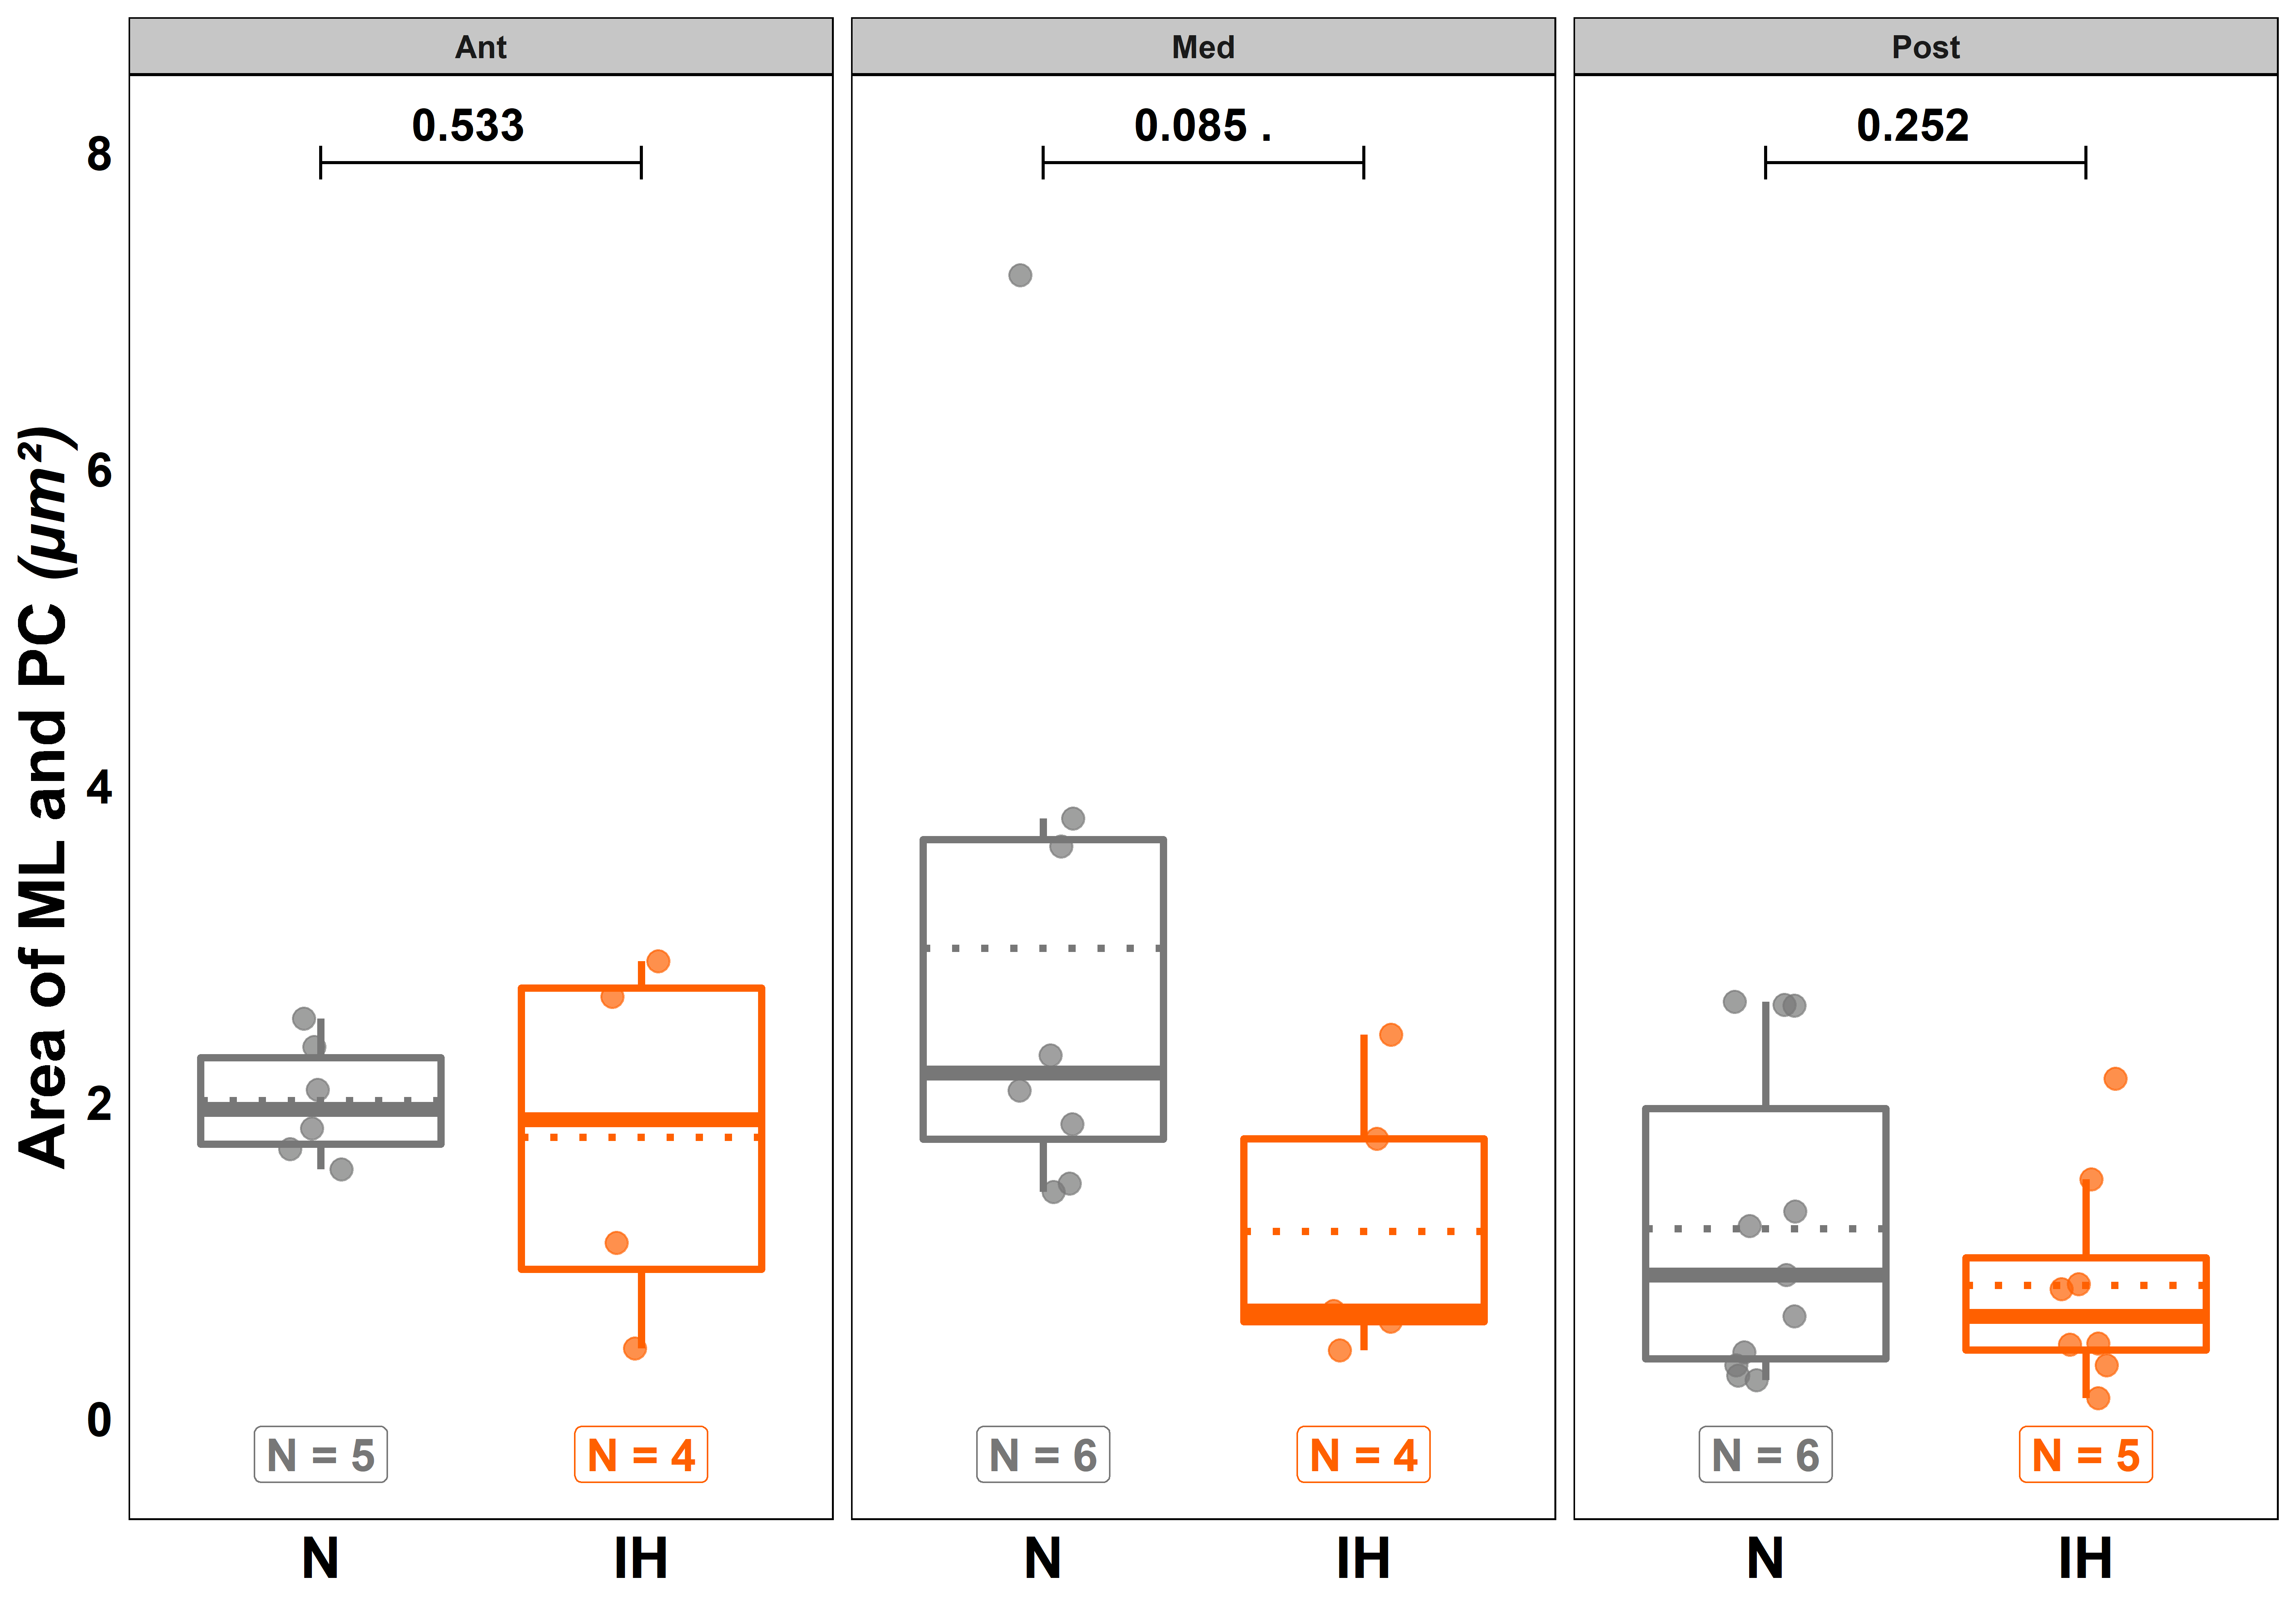 Ant
Med
Post
0.533
0.085 .
0.252
8
6
4
2
0
Area of ML and PC (µm²)
N = 5
N = 4
N = 6
N = 4
N = 6
N = 5
N
IH
N
IH
N
IH